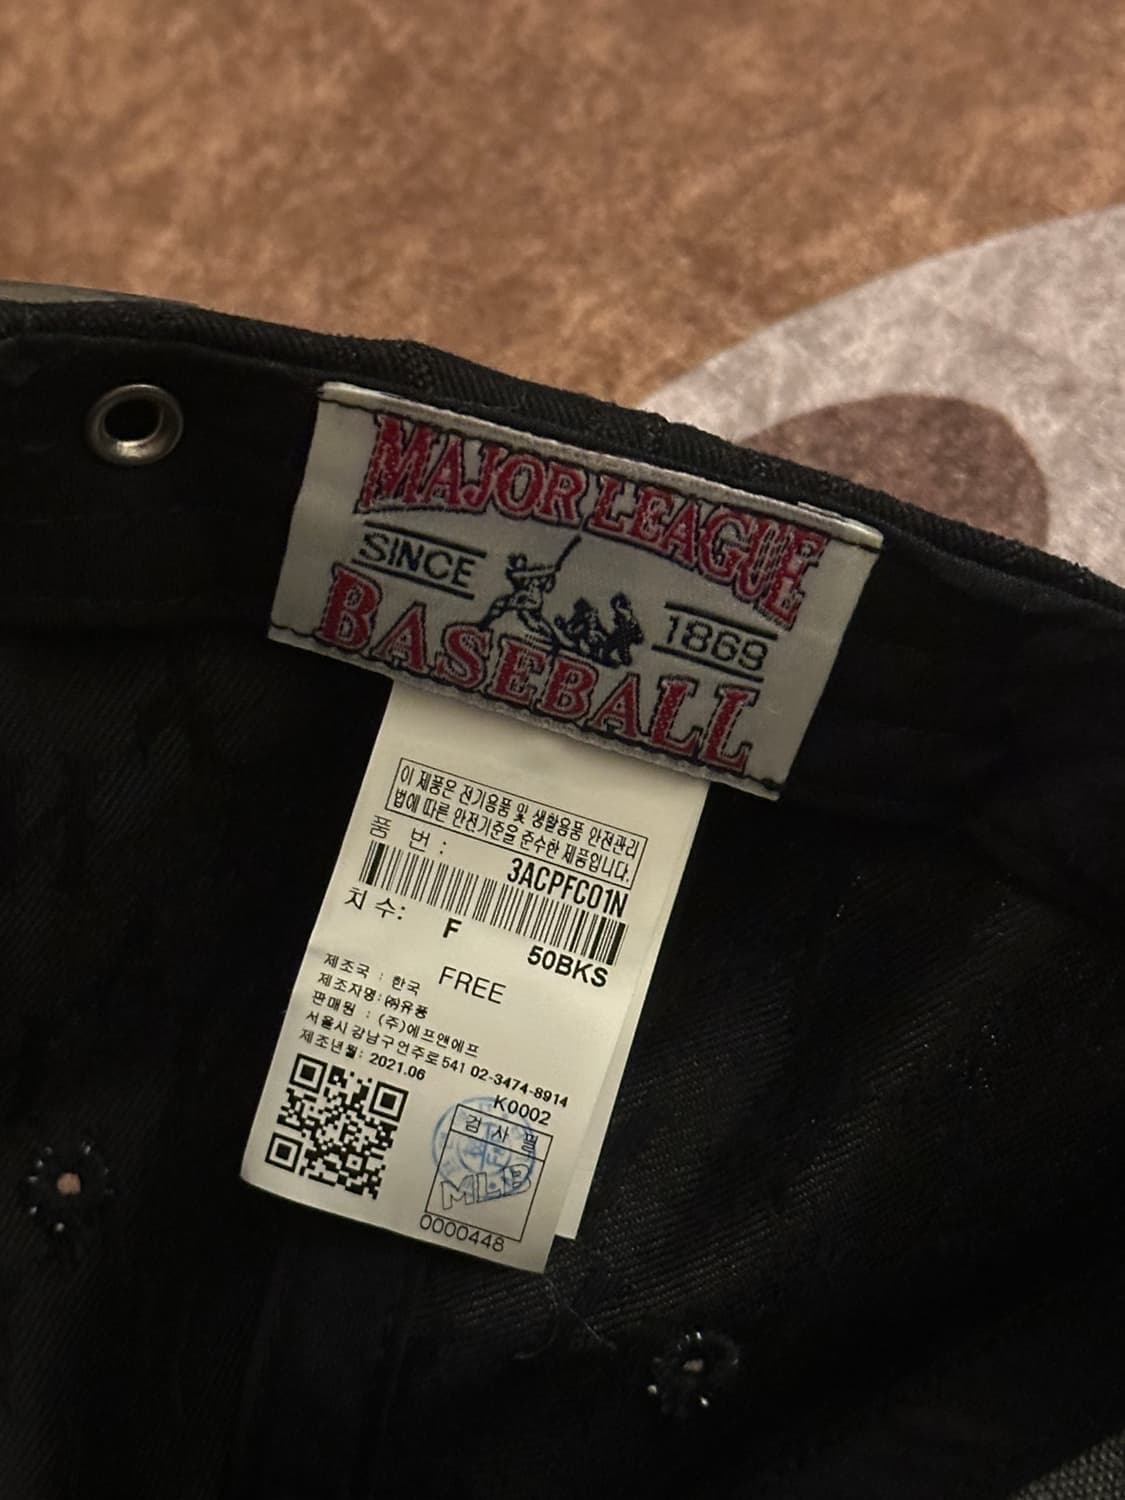 MAJOR LEAGUE
SINCE 1869
BASEBALL
이 제품은 전기용품 및 생활용품 안전관리
법에 따른 안전기준을 준수한 제품입니다.
품 번 :
3ACPFC01N
치 수: F 50BKS
FREE
제조국 : 한국
제조자명: ㈜유풍
판매원 : (주)에프앤에프
서울시 강남구 언주로 541 02-3474-8914
제조년월: 2021.06
K0002
검 사 필
MLB
0000448